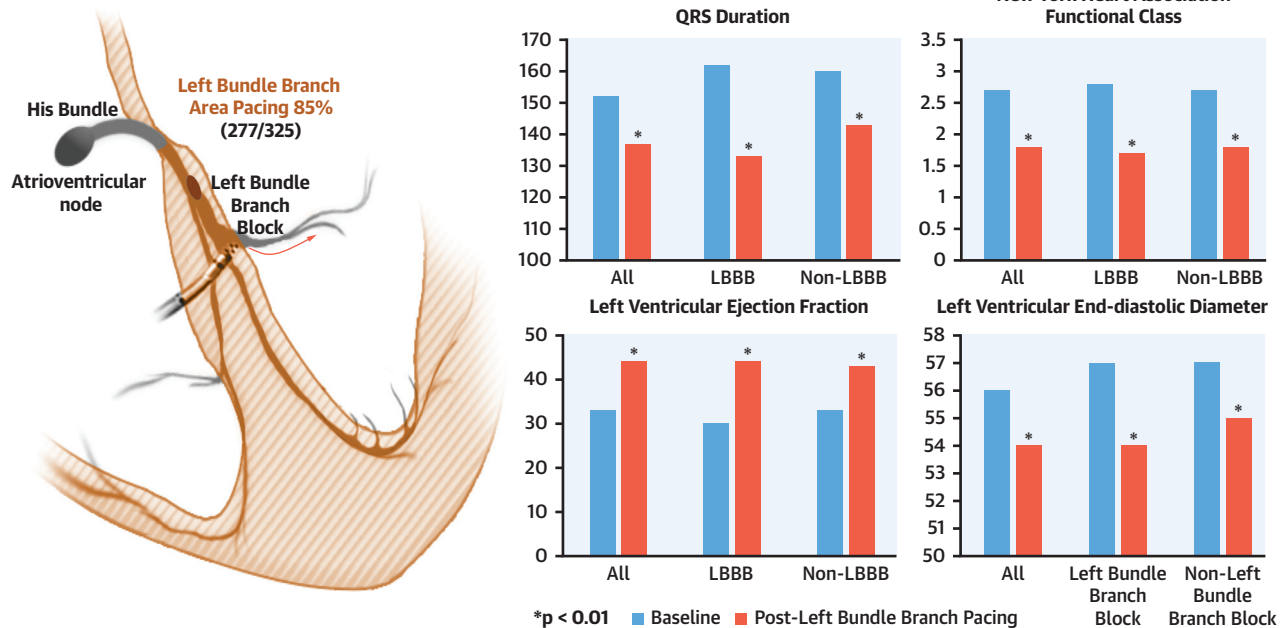 His Bundle
Atrioventricular
node
Left Bundle Branch
Area Pacing 85%
(277/325)
Left Bundle
Branch
Block
QRS Duration
170
160
150
140
130
120
110
100
*
*
*
All
LBBB
Non-LBBB
Functional Class
3.5
3
2.5
2
1.5
1
0.5
0
*
*
*
All
LBBB
Non-LBBB
Left Ventricular Ejection Fraction
50
40
30
20
10
0
*
*
*
All
LBBB
Non-LBBB
Left Ventricular End-diastolic Diameter
58
57
56
55
54
53
52
51
50
*
*
*
All
Left Bundle
Branch
Block
Non-Left
Bundle
Branch Block
*p < 0.01
Baseline
Post-Left Bundle Branch Pacing